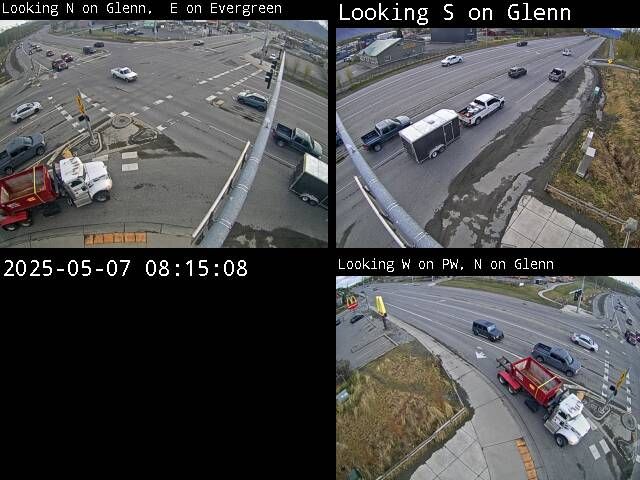 Looking N on Glenn,  E on Evergreen
Looking S on Glenn
2025-05-07 08:15:08
Looking W on PW, N on Glenn